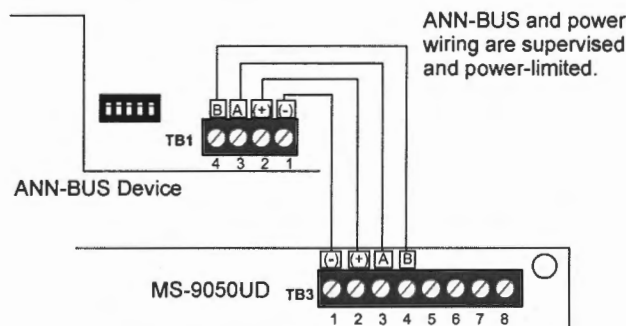 ANN-BUS and power
wiring are supervised
and power-limited.
B A (+) (-)
TB1
4 3 2 1
ANN-BUS Device
(-) (+) A B
MS-9050UD TB3
1 2 3 4 5 6 7 8